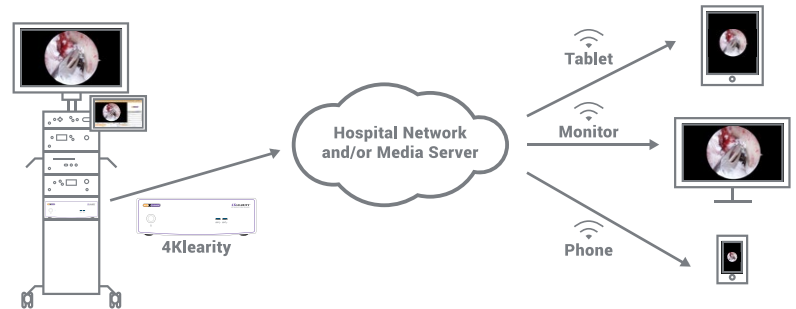 Tablet
Hospital Network
and/or Media Server
Monitor
4Klearity
Phone